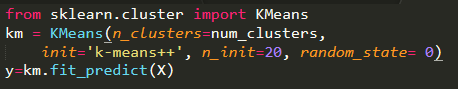 from sklearn.cluster import KMeans
km = KMeans(n_clusters=num_clusters,
    init='k-means++', n_init=20, random_state= 0)
y=km.fit_predict(X)